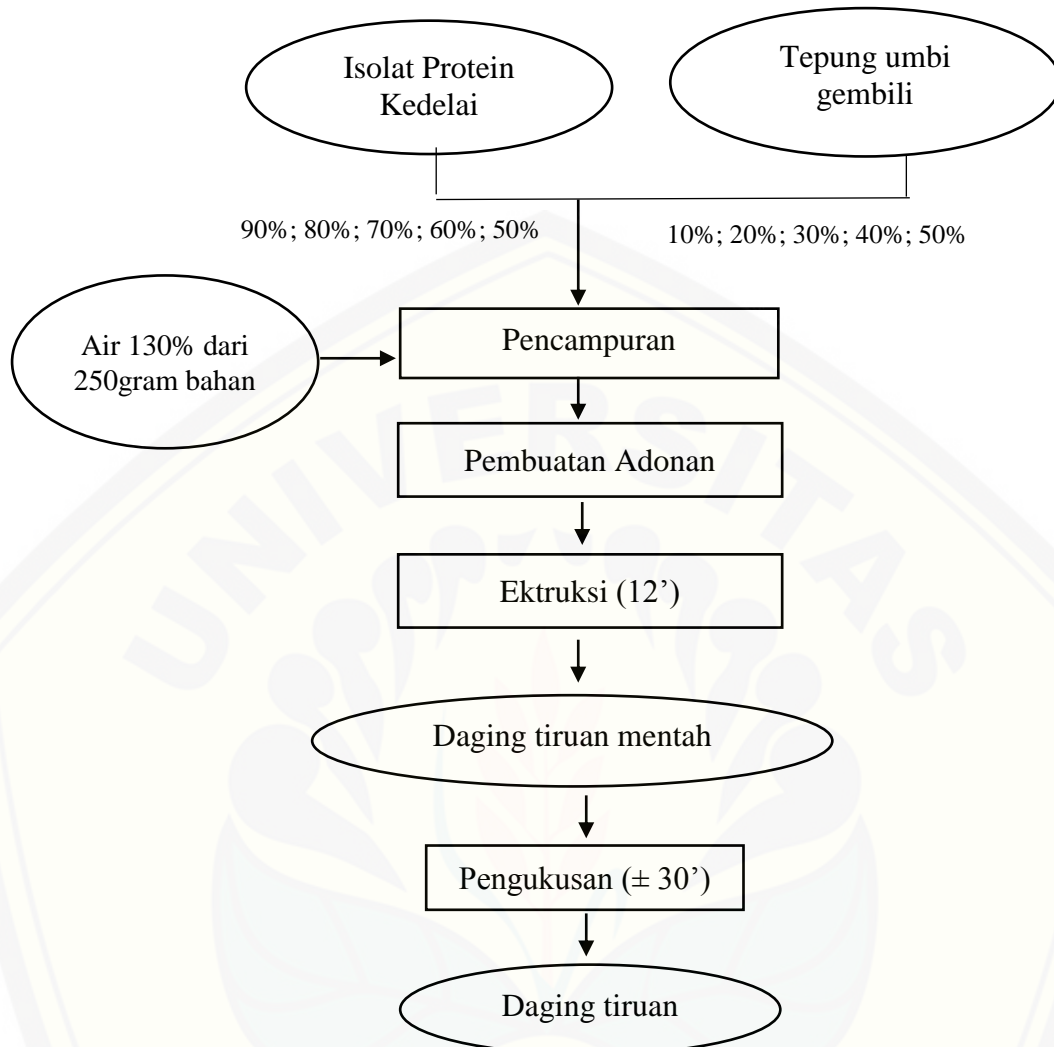 Isolat Protein
Kedelai
Tepung umbi
gembili
90%; 80%; 70%; 60%; 50%
10%; 20%; 30%; 40%; 50%
Air 130% dari
250gram bahan
Pencampuran
Pembuatan Adonan
Ektruksi (12’)
Daging tiruan mentah
Pengukusan (± 30’)
Daging tiruan
UNIVERSITAS